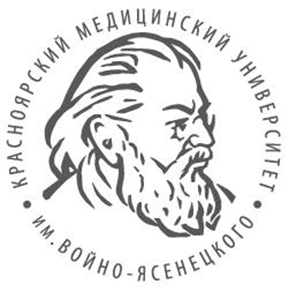 КРАСНОЯРСКИЙ МЕДИЦИНСКИЙ УНИВЕРСИТЕТ
ИМ. ВОЙНО-ЯСЕНЕЦКОГО